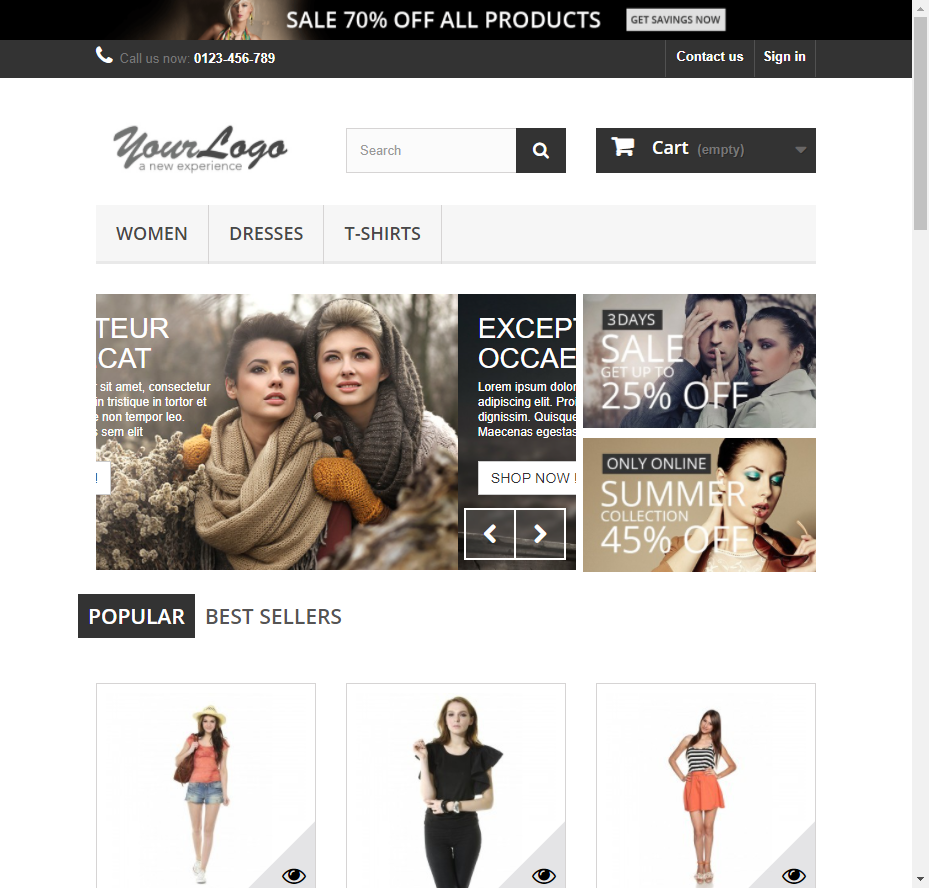 SALE 70% OFF ALL PRODUCTS GET SAVINGS NOW
Call us now: 0123-456-789
Contact us
Sign in
YourLogo
a new experience
Search
Cart (empty)
WOMEN
DRESSES
T-SHIRTS
TEUR
CAT
sit amet, consectetur
in tristique in tortor et
non tempor leo.
sem elit
!
EXCEPT
OCCAE
Lorem ipsum dolor
adipiscing elit. Pro
dignissim. Quisque
Maecenas egestas
SHOP NOW !
3 DAYS
SALE
GET UP TO
25% OFF
ONLY ONLINE
SUMMER
COLLECTION
45% OFF
POPULAR
BEST SELLERS